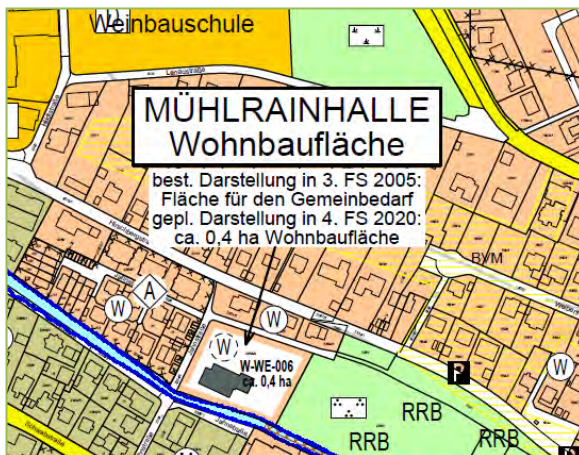 Weinbauschule
Lenaustraße
MÜHLRAINHALLE
Wohnbaufläche
best. Darstellung in 3. FS 2005:
Fläche für den Gemeinbedarf
gepl. Darstellung in 4. FS 2020:
ca. 0,4 ha Wohnbaufläche
BVM
A
W
W
W
W
W-WE-006
ca. 0,4 ha
P
RRB
RRB
RRB